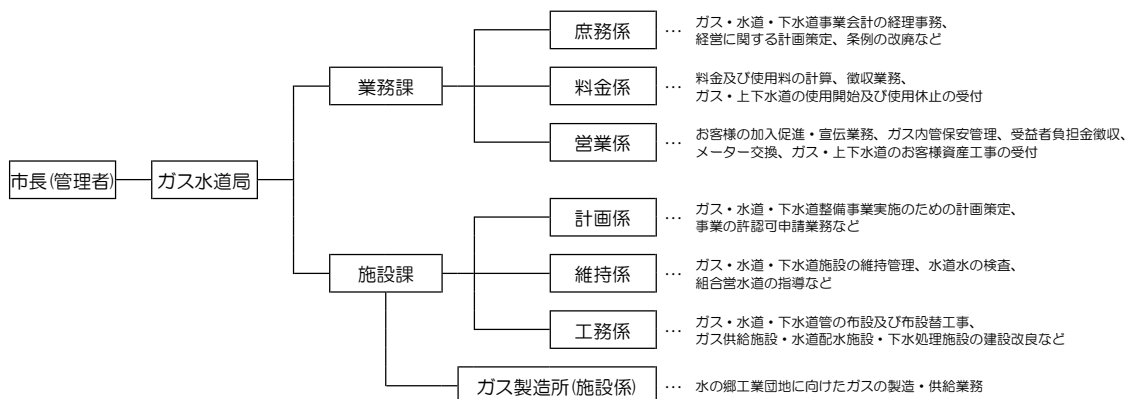 庶務係 … ガス・水道・下水道事業会計の経理事務、
経営に関する計画策定、条例の改廃など
業務課
料金係 … 料金及び使用料の計算、徴収業務、
ガス・上下水道の使用開始及び使用休止の受付
営業係 … お客様の加入促進・宣伝業務、ガス内管保安管理、受益者負担金徴収、
メーター交換、ガス・上下水道のお客様資産工事の受付
市長(管理者)
ガス水道局
計画係 … ガス・水道・下水道整備事業実施のための計画策定、
事業の許認可申請業務など
施設課
維持係 … ガス・水道・下水道施設の維持管理、水道水の検査、
組合営水道の指導など
工務係 … ガス・水道・下水道管の布設及び布設替工事、
ガス供給施設・水道配水施設・下水処理施設の建設改良など
ガス製造所(施設係) … 水の郷工業団地に向けたガスの製造・供給業務